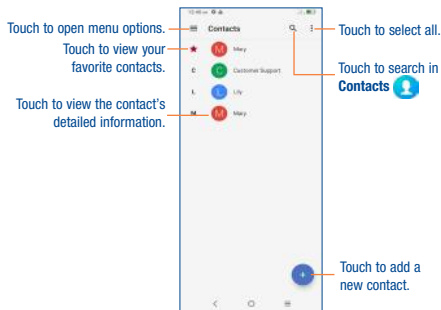 Touch to open menu options.
Touch to view your
favorite contacts.
Touch to view the contact's
detailed information.
Contacts
Mary
C
Customer Support
L
Lily
M
Mary
Touch to select all.
Touch to search in
Contacts
Touch to add a
new contact.